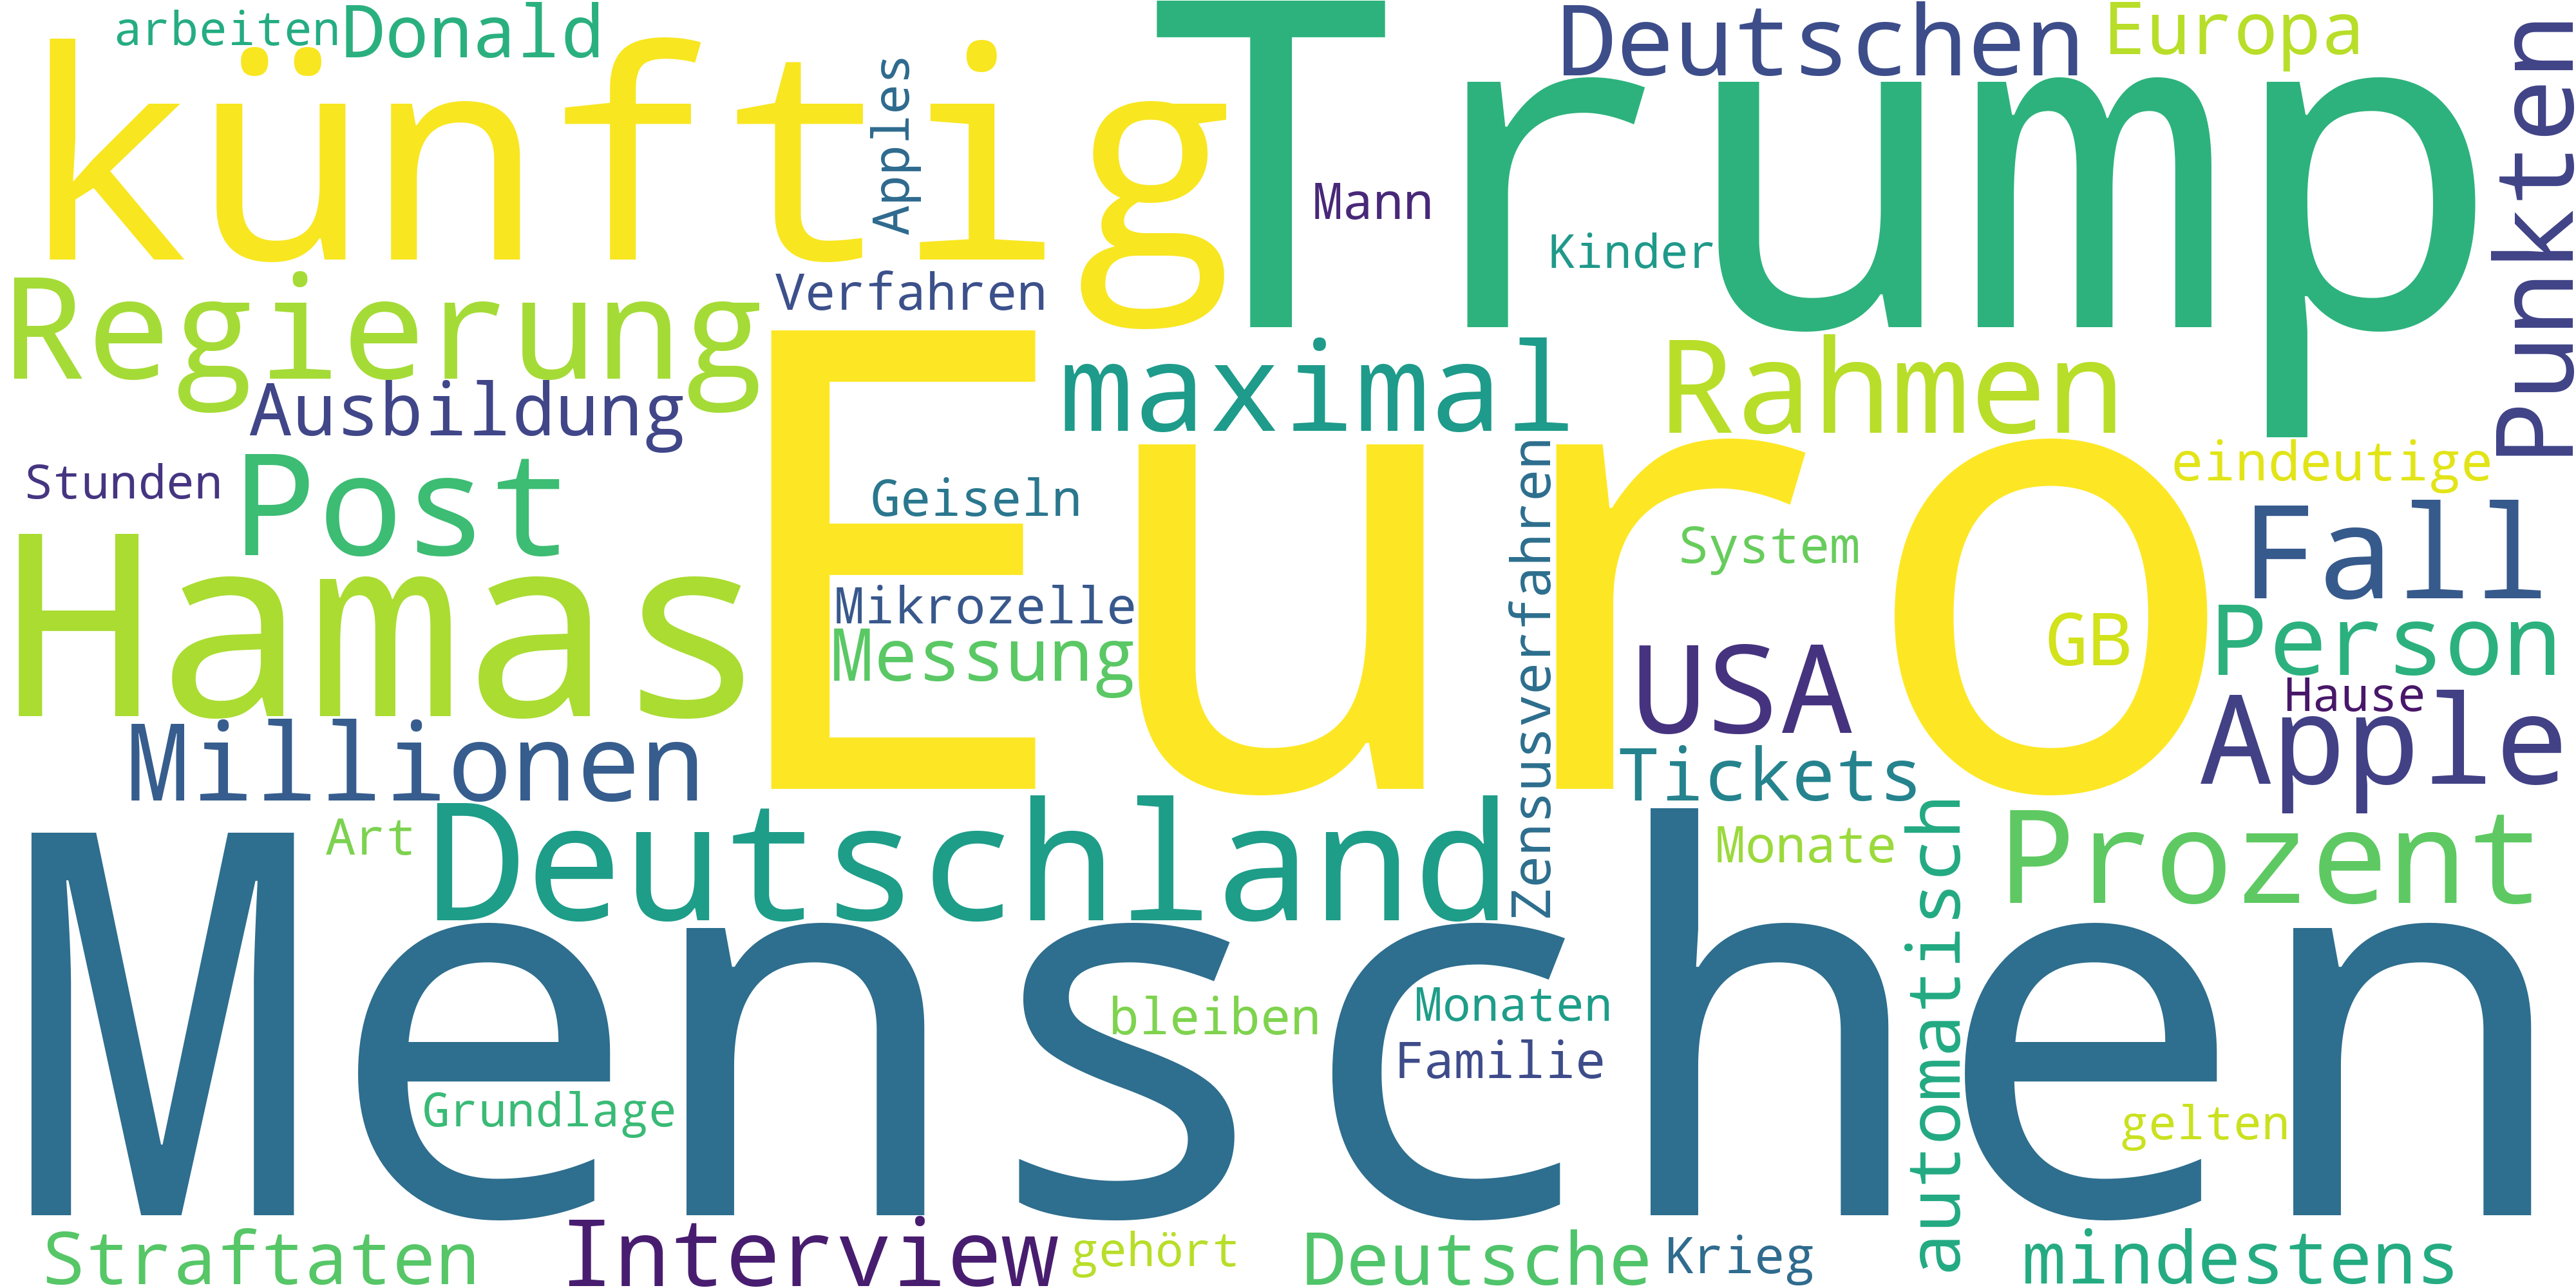 arbeiten
Donald
künftig
Apples
Trump
Deutschen
Europa
Punkten
Mann
Kinder
Regierung
Verfahren
Ausbildung
maximal
Rahmen
Stunden
Post
Geiseln
Euro
Zensusverfahren
System
eindeutige
Fall
Hamas
Mikrozelle
Messung
USA
GB
Person
Hause
Apple
Millionen
Tickets
Art
Deutschland
Monate
automatisch
Prozent
Menschen
bleiben
Monaten
Familie
Grundlage
gelten
Straftaten
Interview
gehört
Deutsche
Krieg
mindestens